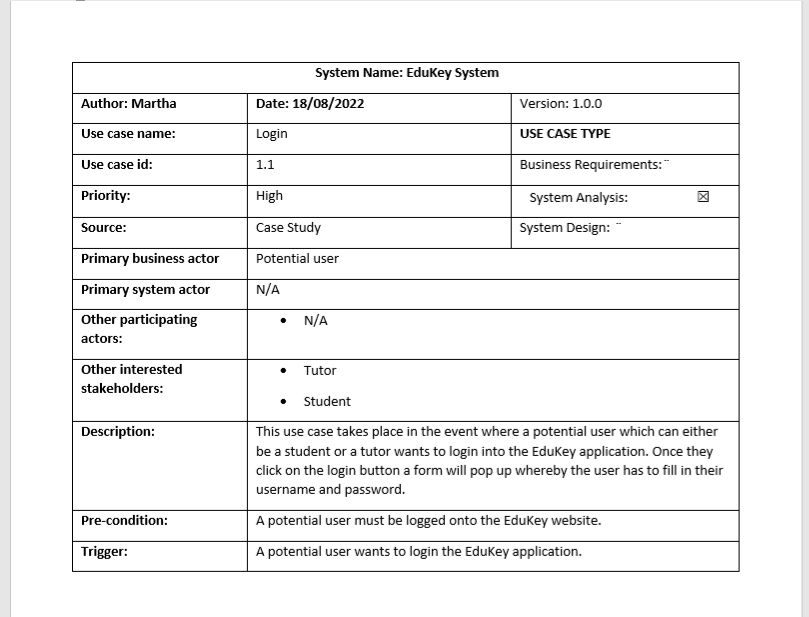 System Name: EduKey System
Author: Martha Date: 18/08/2022 Version: 1.0.0
Use case name: Login USE CASE TYPE
Use case id: 1.1 Business Requirements:¨
Priority: High System Analysis: ☒
Source: Case Study System Design: ¨
Primary business actor Potential user
Primary system actor N/A
Other participating
actors:
• N/A
Other interested
stakeholders:
• Tutor
• Student
Description:
This use case takes place in the event where a potential user which can either
be a student or a tutor wants to login into the EduKey application. Once they
click on the login button a form will pop up whereby the user has to fill in their
username and password.
Pre-condition: A potential user must be logged onto the EduKey website.
Trigger: A potential user wants to login the EduKey application.